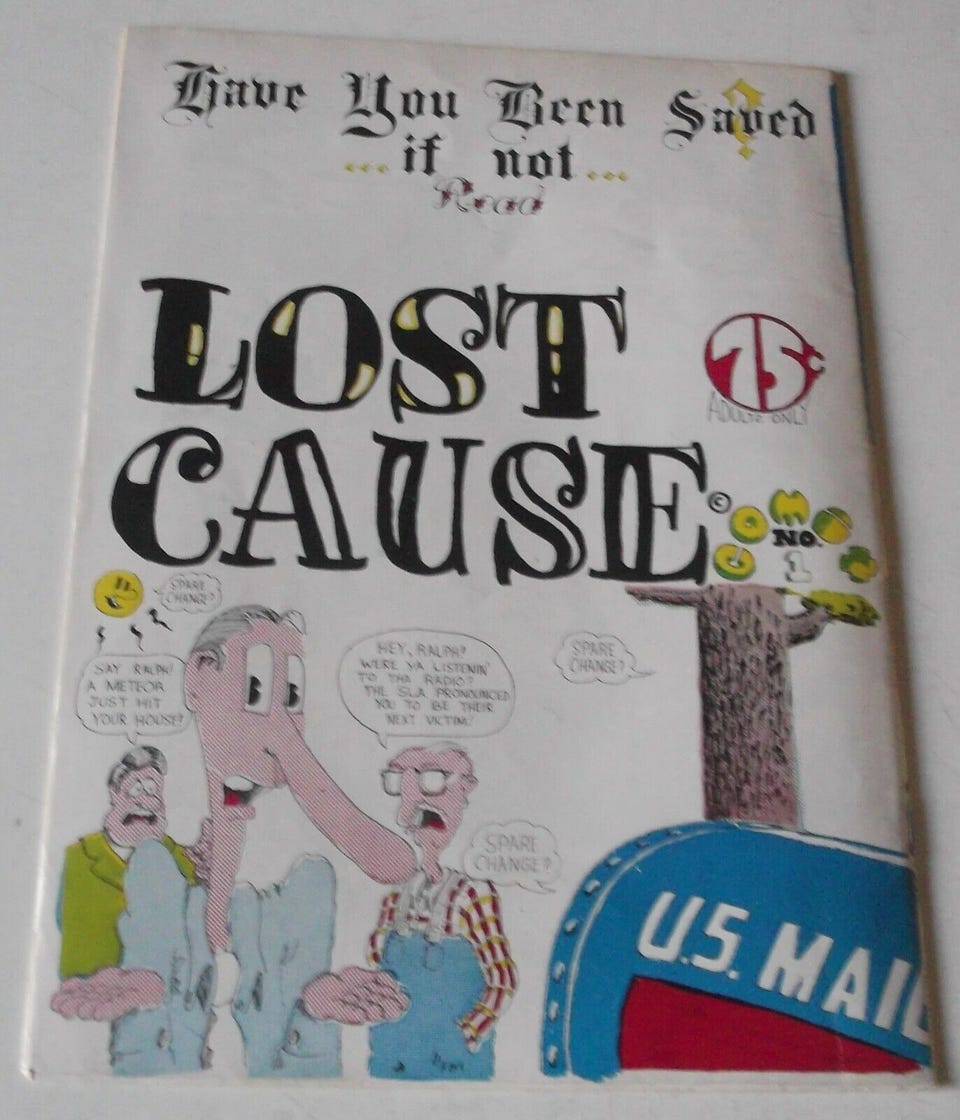 Have You Been Saved?
... if not ...
Read
LOST
CAUSE
75¢
ADULTS ONLY
©
COMICS
NO.
1
SPARE
CHANGE?
SAY RALPH!
A METEOR
JUST HIT
YOUR HOUSE!
HEY, RALPH?
WERE YA LISTENIN'
TO THA RADIO?
THE SLA PRONOUNCED
YOU TO BE THEIR
NEXT VICTIM!
SPARE
CHANGE?
SPARE
CHANGE?
U.S. MAIL